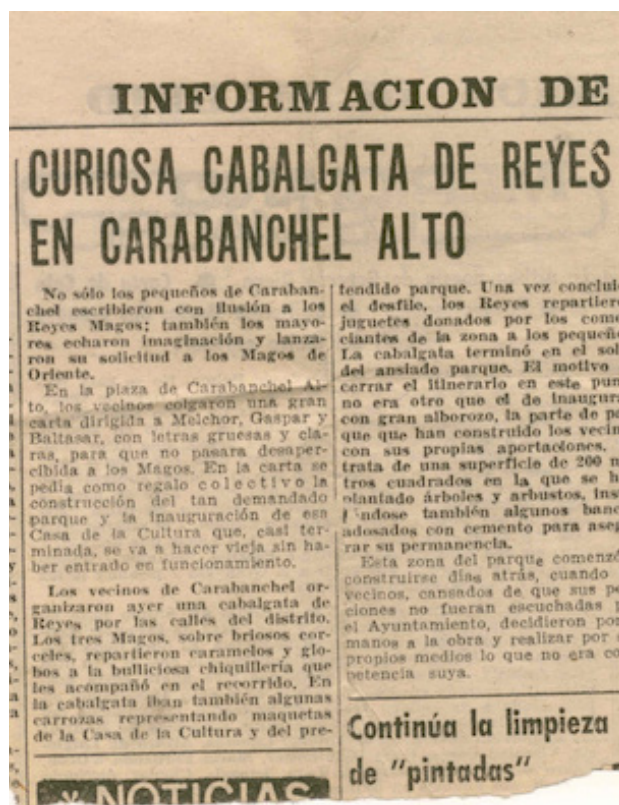 INFORMACION DE
CURIOSA CABALGATA DE REYES
EN CARABANCHEL ALTO
No sólo los pequeños de Caraban-
chel escribieron con ilusión a los
Reyes Magos; también los mayo-
res echaron imaginación y lanza-
ron su solicitud a los Magos de
Oriente.
En la plaza de Carabanchel Al-
to, los vecinos colgaron una gran
carta dirigida a Melchor, Gaspar y
Baltasar, con letras gruesas y cla-
ras, para que no pasara desaper-
cibida a los Magos. En la carta se
pedía como regalo colectivo la
construcción del tan demandado
parque y la inauguración de esa
Casa de la Cultura que, casi ter-
minada, se va a hacer vieja sin ha-
ber entrado en funcionamiento.
Los vecinos de Carabanchel or-
ganizaron ayer una cabalgata de
Reyes por las calles del distrito.
Los tres Magos, sobre briosos cor-
celes, repartieron caramelos y glo-
bos a la bulliciosa chiquillería que
les acompañó en el recorrido. En
la cabalgata iban también algunas
carrozas representando maquetas
de la Casa de la Cultura y del pre-
tendido parque. Una vez conclui
el desfile, los Reyes repartier
juguetes donados por los come
ciantes de la zona a los pequeñ
La cabalgata terminó en el sol
del ansiado parque. El motivo
cerrar el itinerario en este pun
no era otro que el de inaugura
con gran alborozo, la parte de pa
que que han construido los vecin
con sus propias aportaciones.
trata de una superficie de 200 m
tros cuadrados en la que se h
plantado árboles y arbustos, inst
ndose también algunos banc
adosados con cemento para aseg
rar su permanencia.
Esta zona del parque comenzó
construirse días atrás, cuando
vecinos, cansados de que sus pe
ciones no fueran escuchadas p
el Ayuntamiento, decidieron pon
manos a la obra y realizar por s
propios medios lo que no era co
petencia suya.
Continúa la limpieza
de "pintadas"
* NOTICIAS